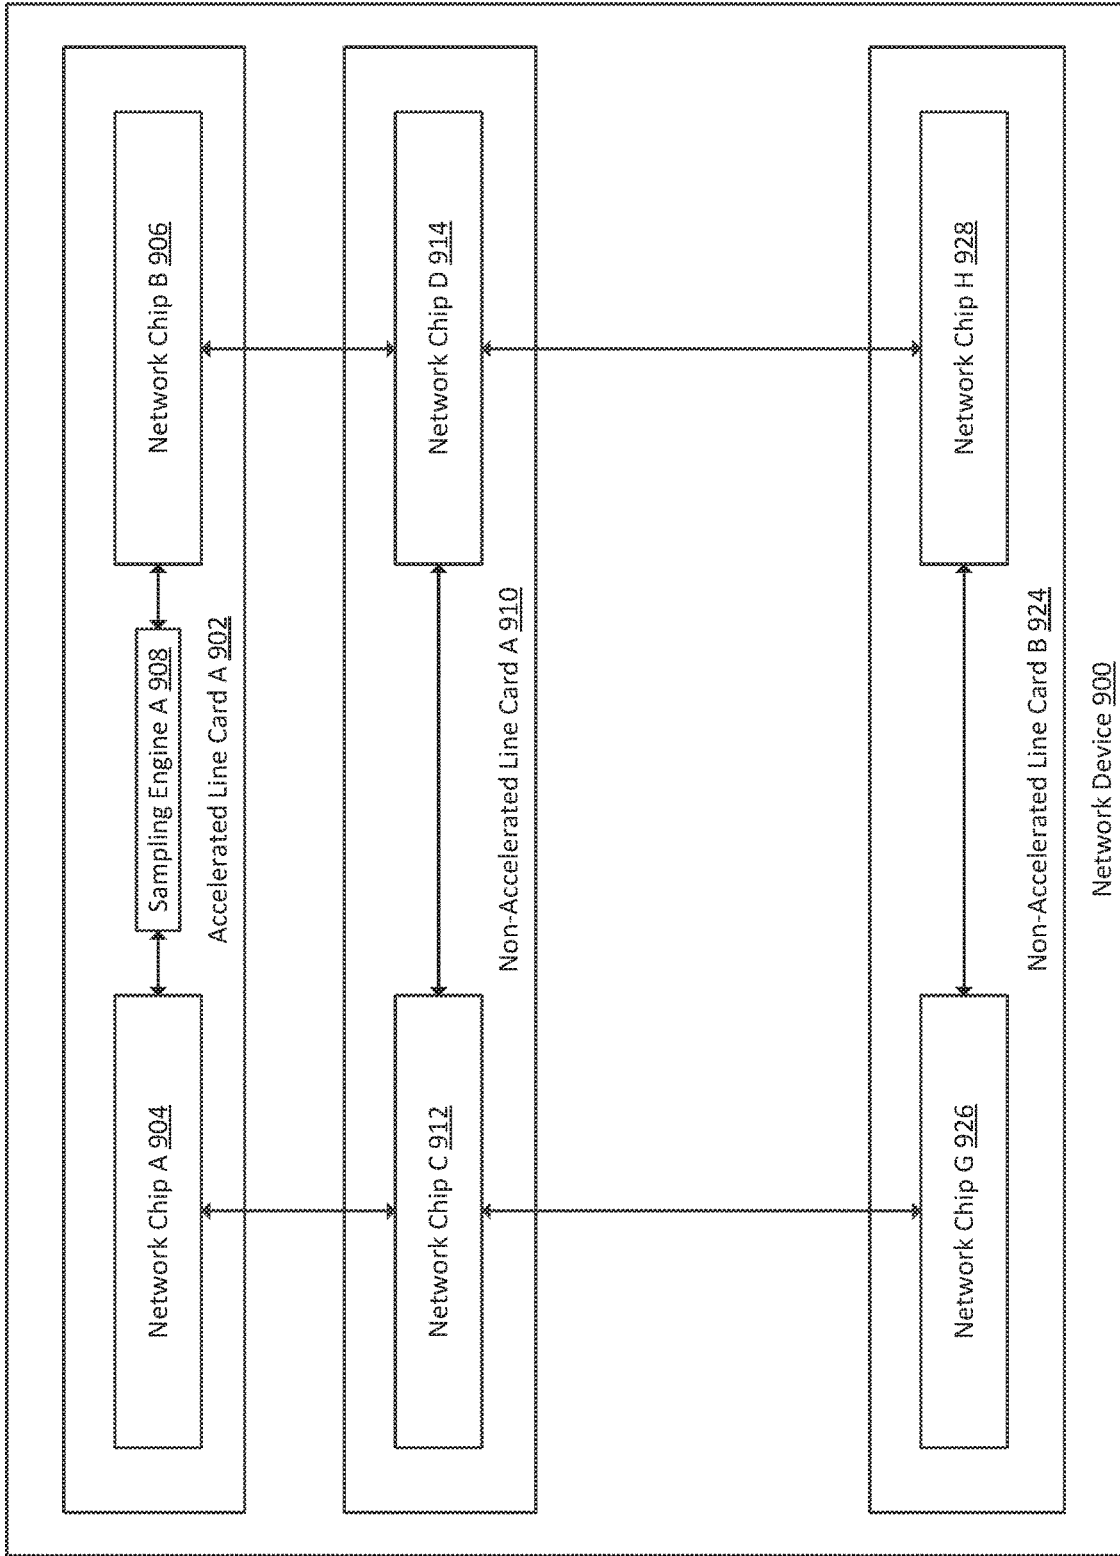 Network Chip A 904
Sampling Engine A 908
Network Chip B 906
Accelerated Line Card A 902
Network Chip C 912
Network Chip D 914
Non-Accelerated Line Card A 910
Network Chip G 926
Network Chip H 928
Non-Accelerated Line Card B 924
Network Device 900